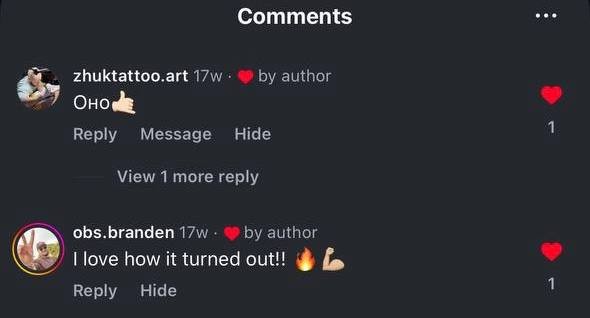 Comments
zhuktattoo.art 17w · ❤️ by author
Оно🤙🏻
1
Reply Message Hide
View 1 more reply
obs.branden 17w · ❤️ by author
I love how it turned out!! 🔥💪🏼
1
Reply Hide